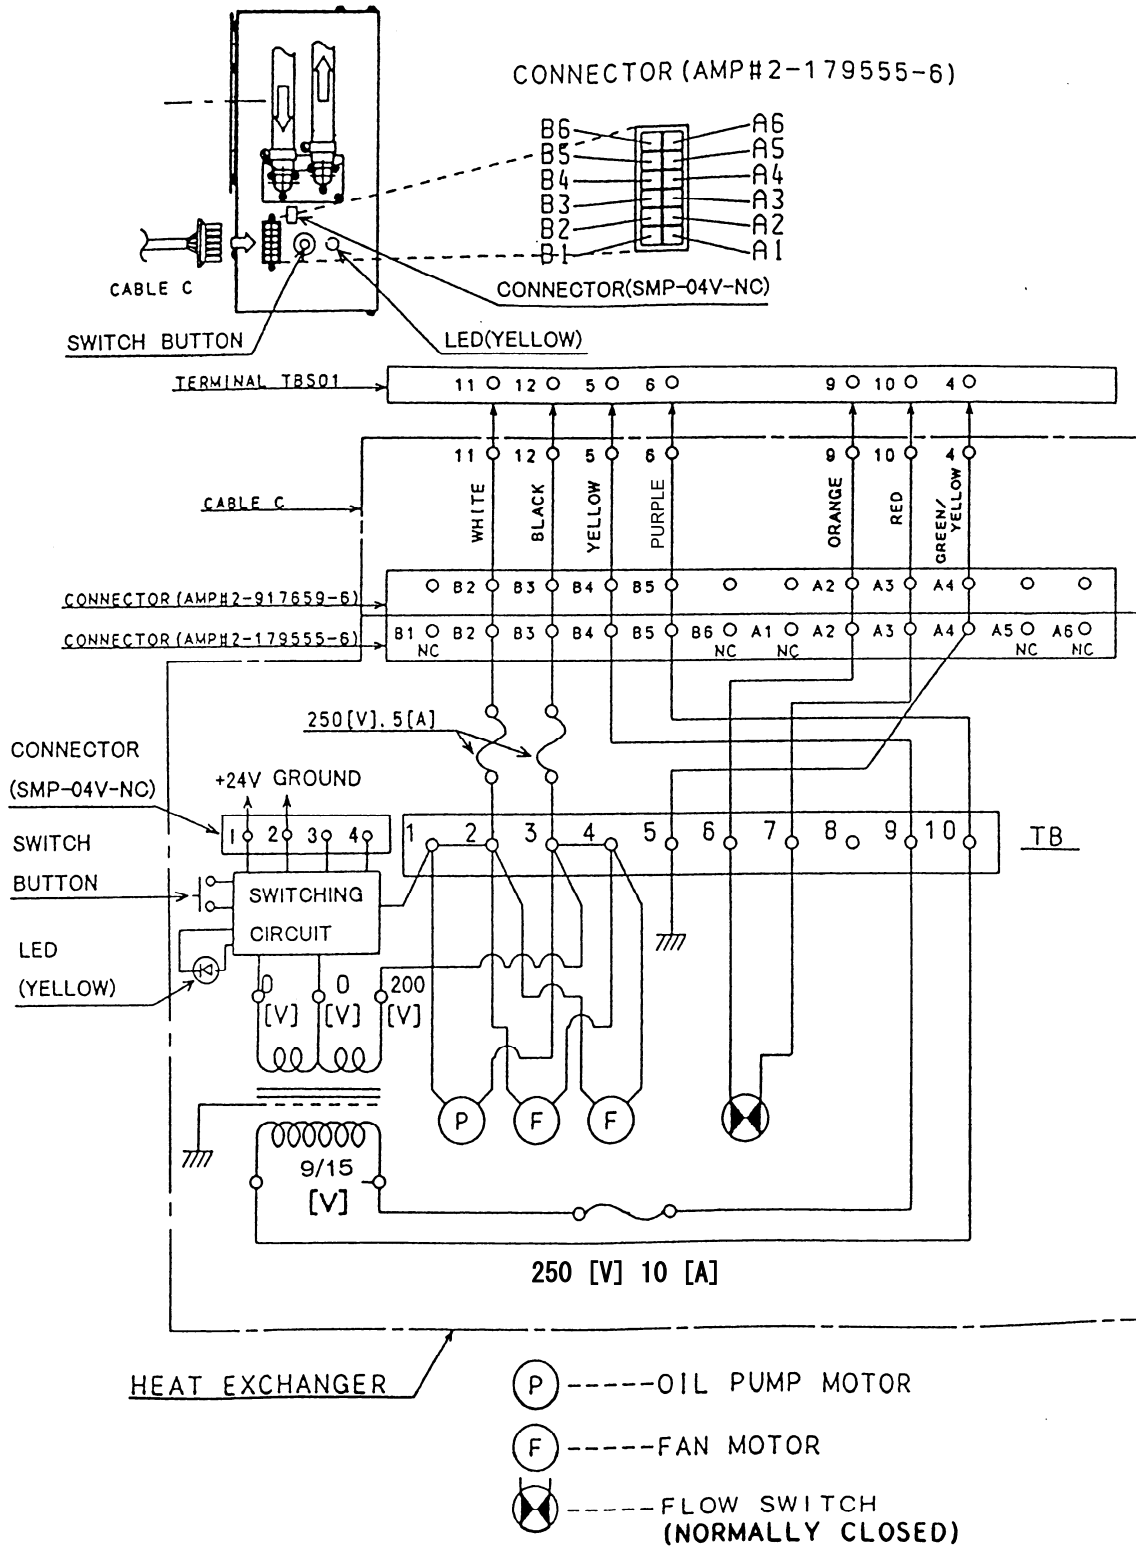 CONNECTOR (AMP#2-179555-6)
B6 A6
B5 A5
B4 A4
B3 A3
B2 A2
B1 A1
CABLE C
CONNECTOR(SMP-04V-NC)
SWITCH BUTTON
LED(YELLOW)
TERMINAL TBS01
11 12 5 6 9 10 4
11 12 5 6 9 10 4
CABLE C
WHITE
BLACK
YELLOW
PURPLE
ORANGE
RED
GREEN/
YELLOW
B2 B3 B4 B5 A2 A3 A4
CONNECTOR (AMP#2-917659-6)
CONNECTOR (AMP#2-179555-6)
B1 B2 B3 B4 B5 B6 A1 A2 A3 A4 A5 A6
NC NC NC NC NC
250[V].5[A]
CONNECTOR
(SMP-04V-NC)
+24V GROUND
1 2 3 4
1 2 3 4 5 6 7 8 9 10
TB
SWITCH
BUTTON
SWITCHING
CIRCUIT
LED
(YELLOW)
0 0 200
[V] [V] [V]
P F F
9/15
[V]
250 [V] 10 [A]
HEAT EXCHANGER
P -----OIL PUMP MOTOR
F -----FAN MOTOR
-----FLOW SWITCH
(NORMALLY CLOSED)